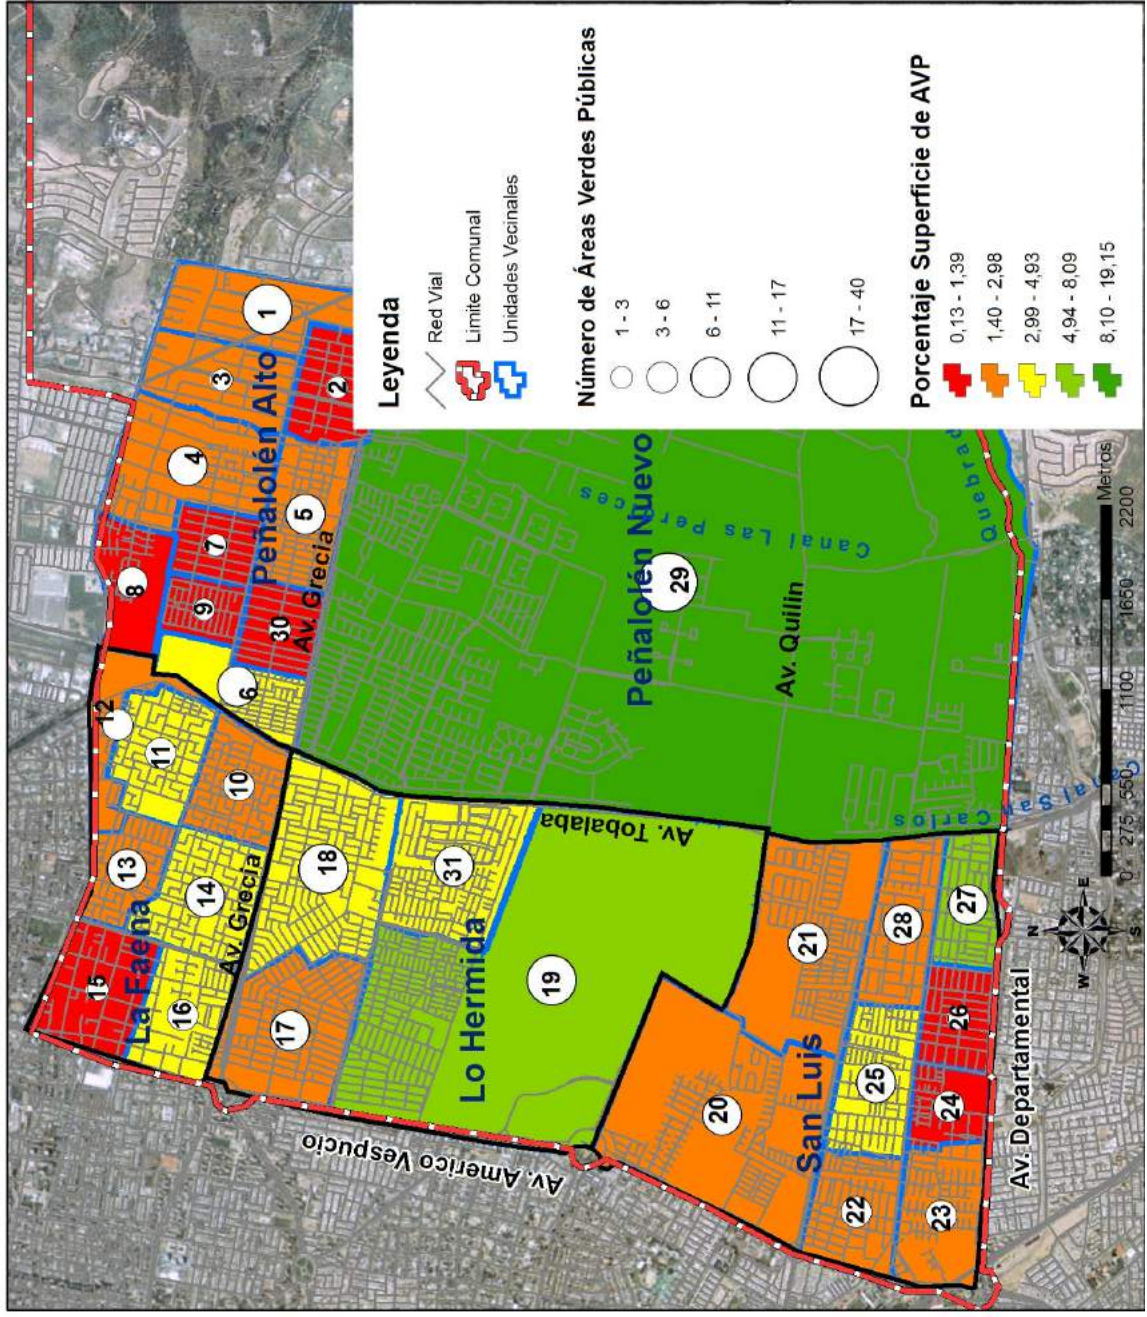 Leyenda
Red Vial
Limite Comunal
Unidades Vecinales
Número de Áreas Verdes Públicas
1 - 3
3 - 6
6 - 11
11 - 17
17 - 40
Porcentaje Superficie de AVP
0,13 - 1,39
1,40 - 2,98
2,99 - 4,93
4,94 - 8,09
8,10 - 19,15
La Faena
Peñalolén Alto
Lo Hermida
Peñalolén Nuevo
San Luis
Av. Grecia
Av. Grecia
Av. Tobalaba
Av. Quilin
Av. Americo Vespucio
Av. Departamental
Canal Las Perdices
Quebrad
Canal San Carlos
1
2
3
4
5
6
7
8
9
10
11
12
13
14
15
16
17
18
19
20
21
22
23
24
25
26
27
28
29
30
31
N
E
S
W
0 275 550 1100 1650 2200
Metros